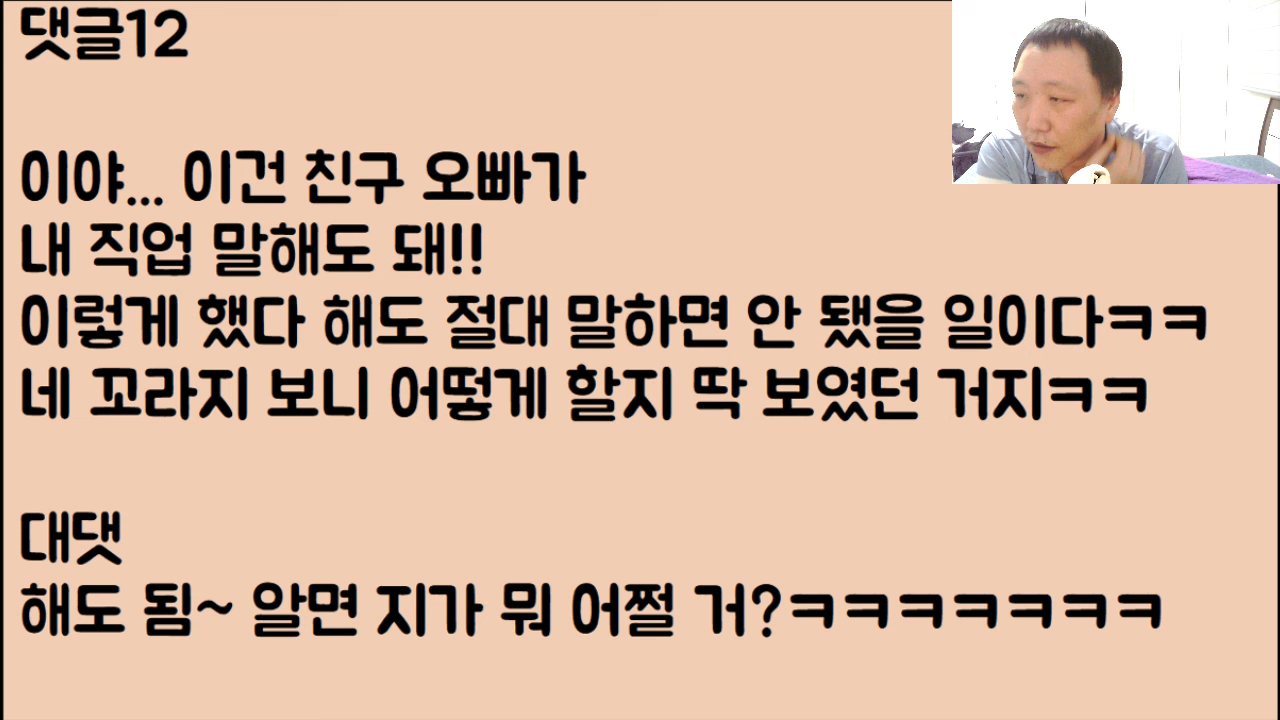 댓글12
이야... 이건 친구 오빠가
내 직업 말해도 돼!!
이렇게 했다 해도 절대 말하면 안 됐을 일이다ㅋㅋ
네 꼬라지 보니 어떻게 할지 딱 보였던 거지ㅋㅋ
대댓
해도 됨~ 알면 지가 뭐 어쩔 거?ㅋㅋㅋㅋㅋㅋㅋ